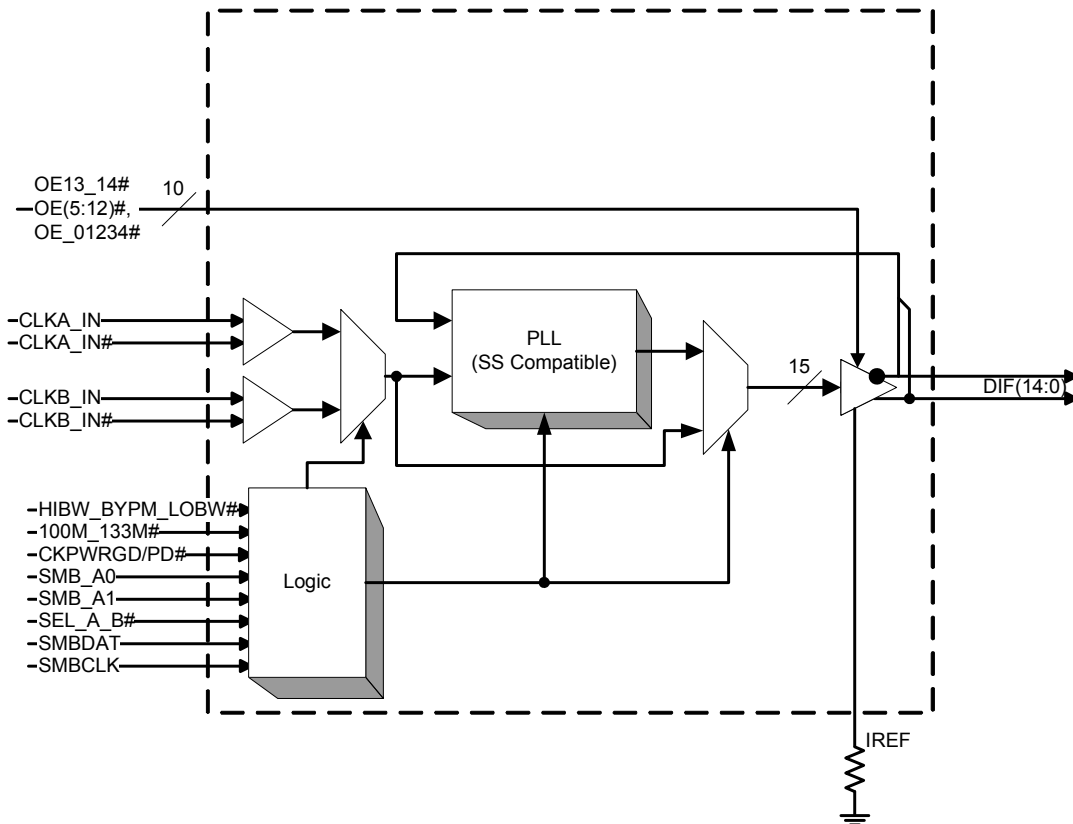 OE13_14#
OE(5:12)#,
OE_01234#
10
CLKA_IN
CLKA_IN#
PLL
(SS Compatible)
15
DIF(14:0)
CLKB_IN
CLKB_IN#
HIBW_BYPM_LOBW#
100M_133M#
CKPWRGD/PD#
SMB_A0
SMB_A1
SEL_A_B#
SMBDAT
SMBCLK
Logic
IREF